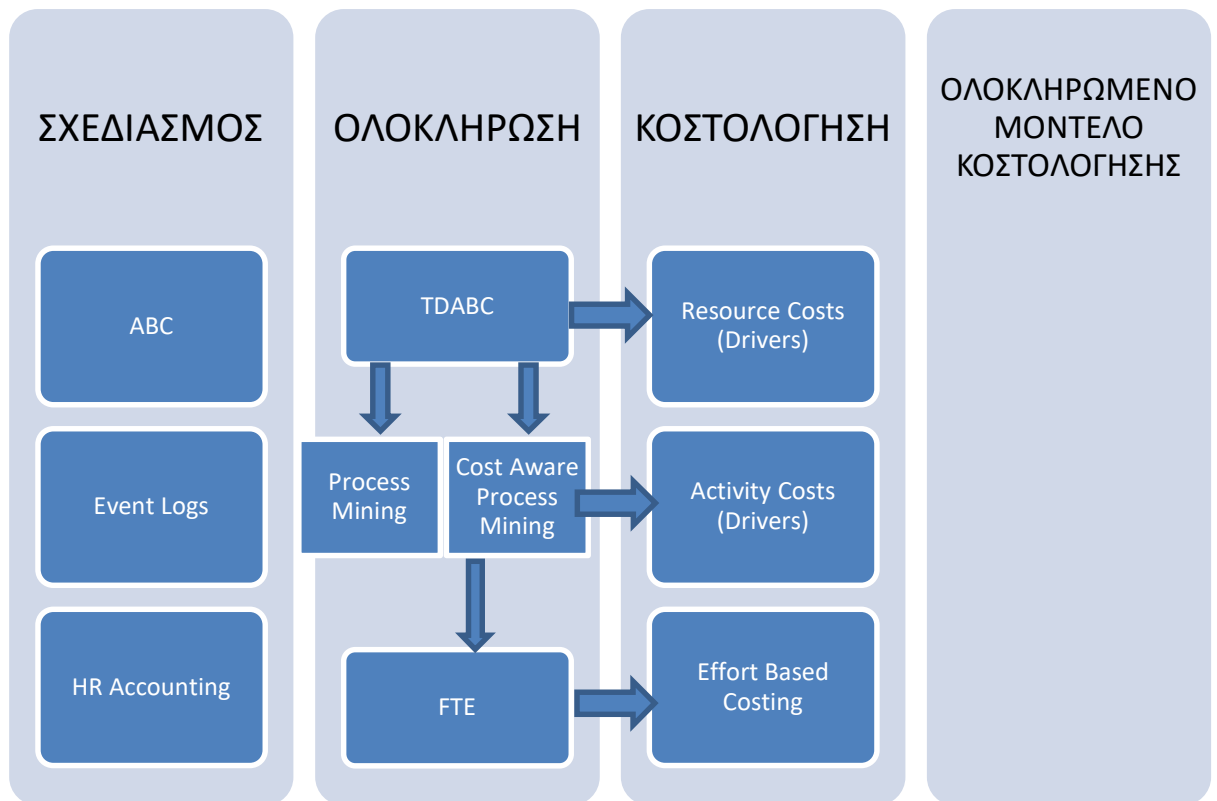 ΣΧΕΔΙΑΣΜΟΣ
ABC
Event Logs
HR Accounting
ΟΛΟΚΛΗΡΩΣΗ
TDABC
Process
Mining
Cost Aware
Process
Mining
FTE
ΚΟΣΤΟΛΟΓΗΣΗ
Resource Costs
(Drivers)
Activity Costs
(Drivers)
Effort Based
Costing
ΟΛΟΚΛΗΡΩΜΕΝΟ
ΜΟΝΤΕΛΟ
ΚΟΣΤΟΛΟΓΗΣΗΣ